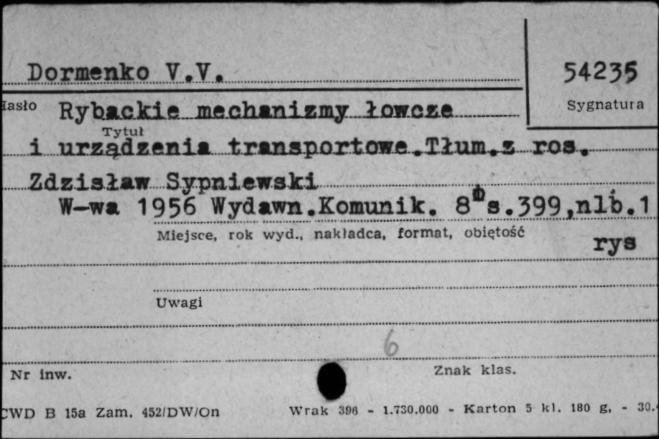 Dormenko V.V.
54235
Hasło
Sygnatura
Rybackie mechanizmy łowcze
Tytuł
i urządzenia transportowe.Tłum.z ros.
Zdzisław Sypniewski
W-wa 1956 Wydawn.Komunik. 8° s.399,nlb.1
Miejsce, rok wyd., nakładca, format, objętość
rys
Uwagi
6
Nr inw.
Znak klas.
CWD B 15a Zam. 452/DW/On Wrak 396 - 1.730.000 - Karton 5 kl. 180 g. - 30.